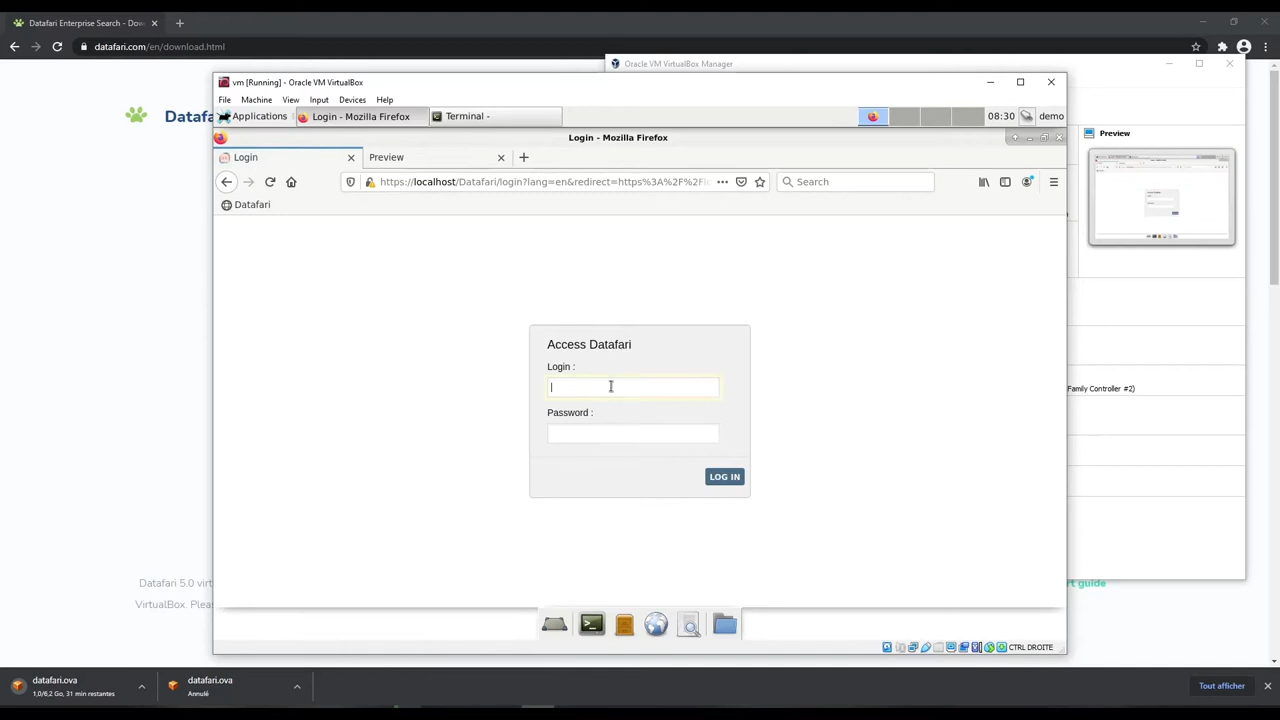 Datafari Enterprise Search - Dow
datafari.com/en/download.html
Oracle VM VirtualBox Manager
vm [Running] - Oracle VM VirtualBox
File Machine View Input Devices Help
Applications
Login - Mozilla Firefox
Terminal -
08:30
demo
Login - Mozilla Firefox
Login
Preview
https://localhost/Datafari/login?lang=en&redirect=https%3A%2F%2Flo
Search
Datafari
Preview
Datafa
Access Datafari
Login :
Password :
LOG IN
Family Controller #2)
Datafari 5.0 virt
rt guide
VirtualBox. Plea
CTRL DROITE
datafari.ova
1,0/6,2 Go, 31 min restantes
datafari.ova
Annulé
Tout afficher